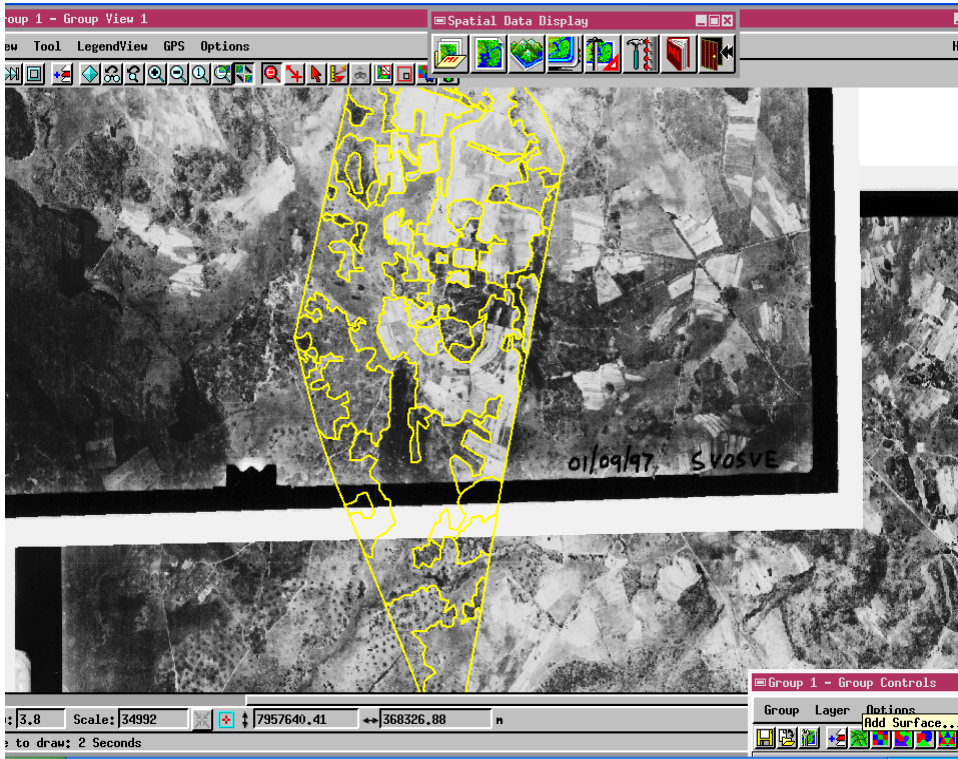 roup 1 - Group View 1
Spatial Data Display
ew Tool LegendView GPS Options
H
01/09/97 SVOSVE
Group 1 - Group Controls
Group Layer Options
Add Surface..
: 3.8 Scale: 34992 7957640.41 368326.88 m
e to draw: 2 Seconds